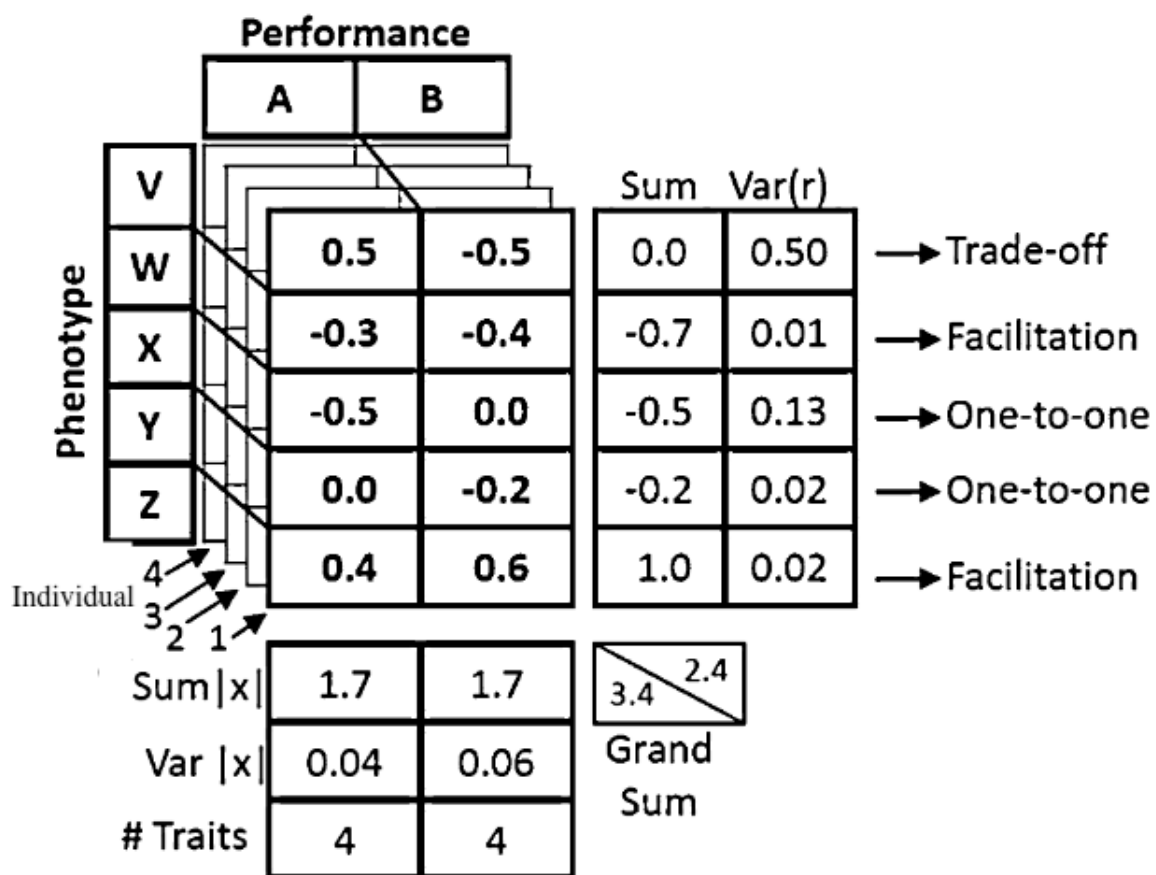 Performance
A B
Phenotype
V
W
X
Y
Z
Sum Var(r)
0.5 -0.5 0.0 0.50 Trade-off
-0.3 -0.4 -0.7 0.01 Facilitation
-0.5 0.0 -0.5 0.13 One-to-one
0.0 -0.2 -0.2 0.02 One-to-one
0.4 0.6 1.0 0.02 Facilitation
Individual 4 3 2 1
Sum |x| 1.7 1.7
3.4 2.4
Var |x| 0.04 0.06
Grand
Sum
# Traits 4 4